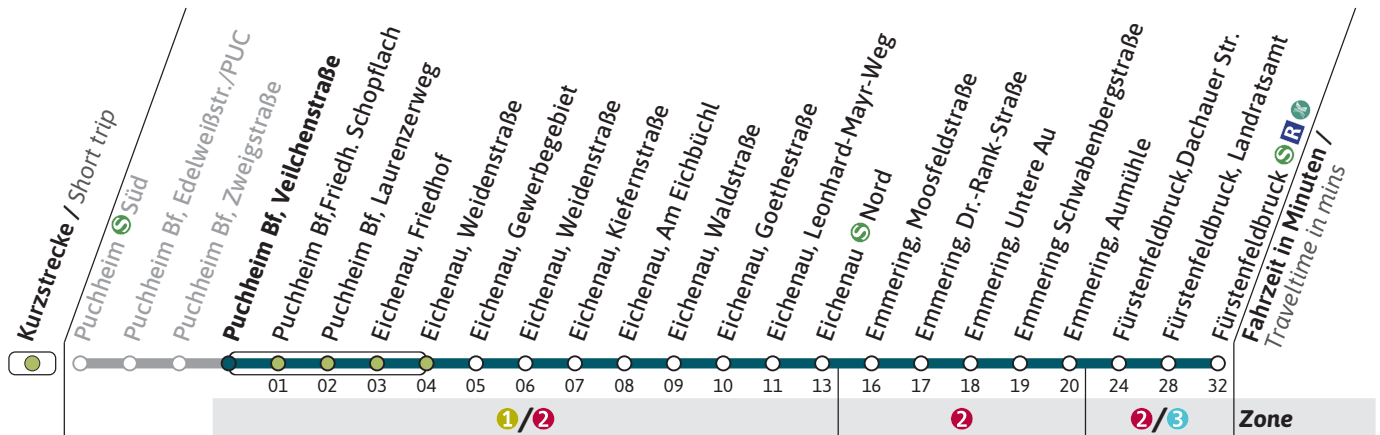 Kurzstrecke / Short trip
Puchheim S Süd
Puchheim Bf, Edelweißstr./PUC
Puchheim Bf, Zweigstraße
Puchheim Bf, Veilchenstraße
Puchheim Bf,Friedh. Schopflach
Puchheim Bf, Laurenzerweg
Eichenau, Friedhof
Eichenau, Weidenstraße
Eichenau, Gewerbegebiet
Eichenau, Weidenstraße
Eichenau, Kiefernstraße
Eichenau, Am Eichbüchl
Eichenau, Waldstraße
Eichenau, Goethestraße
Eichenau, Leonhard-Mayr-Weg
Eichenau S Nord
Emmering, Moosfeldstraße
Emmering, Dr.-Rank-Straße
Emmering, Untere Au
Emmering Schwabenbergstraße
Emmering, Aumühle
Fürstenfeldbruck,Dachauer Str.
Fürstenfeldbruck, Landratsamt
Fürstenfeldbruck S R
Fahrzeit in Minuten /
Traveltime in mins
01 02 03 04 05 06 07 08 09 10 11 13 16 17 18 19 20 24 28 32
1/2 2 2/3 Zone